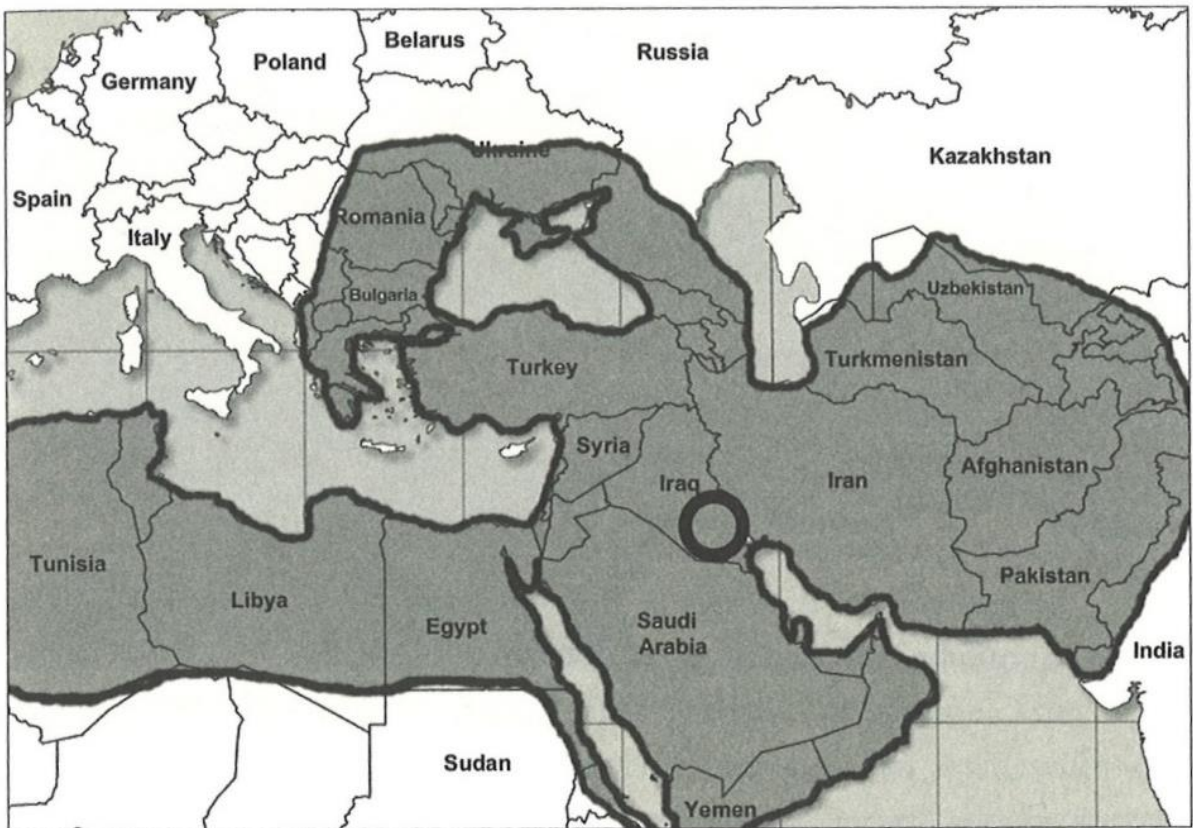 Belarus
Russia
Poland
Germany
Ukraine
Kazakhstan
Spain
Romania
Italy
Bulgaria
Uzbekistan
Turkey
Turkmenistan
Syria
Afghanistan
Iraq
Iran
Tunisia
Pakistan
Libya
Egypt
Saudi
Arabia
India
Sudan
Yemen